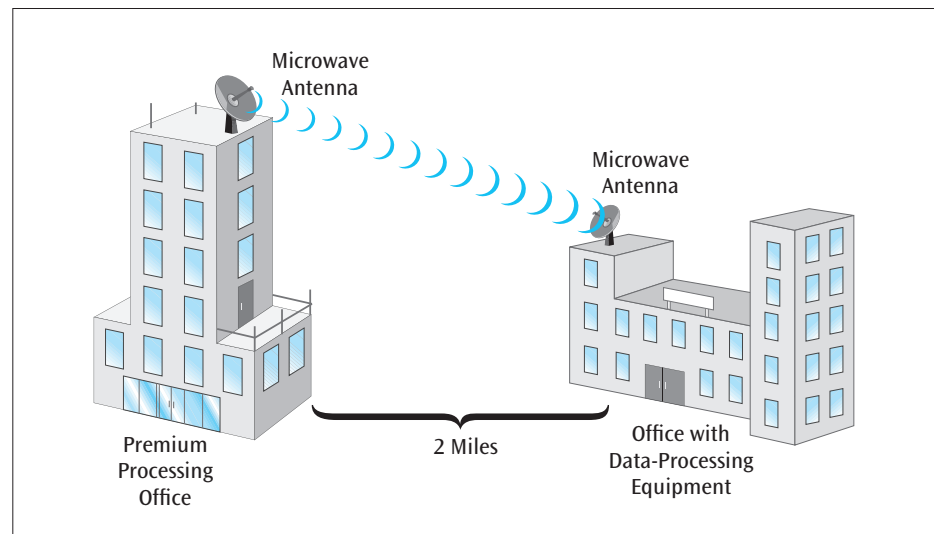 Microwave
Antenna
Microwave
Antenna
2 Miles
Premium
Processing
Office
Office with
Data-Processing
Equipment